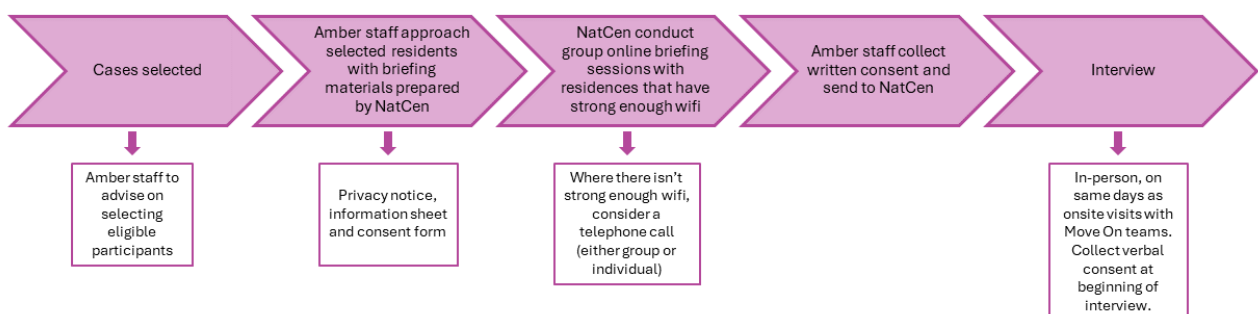 Cases selected
Amber staff approach
selected residents
with briefing
materials prepared
by NatCen
NatCen conduct
group online briefing
sessions with
residences that have
strong enough wifi
Amber staff collect
written consent and
send to NatCen
Interview
Amber staff to
advise on
selecting
eligible
participants
Privacy notice,
information sheet
and consent form
Where there isn’t
strong enough wifi,
consider a
telephone call
(either group or
individual)
In-person, on
same days as
onsite visits with
Move On teams.
Collect verbal
consent at
beginning of
interview.